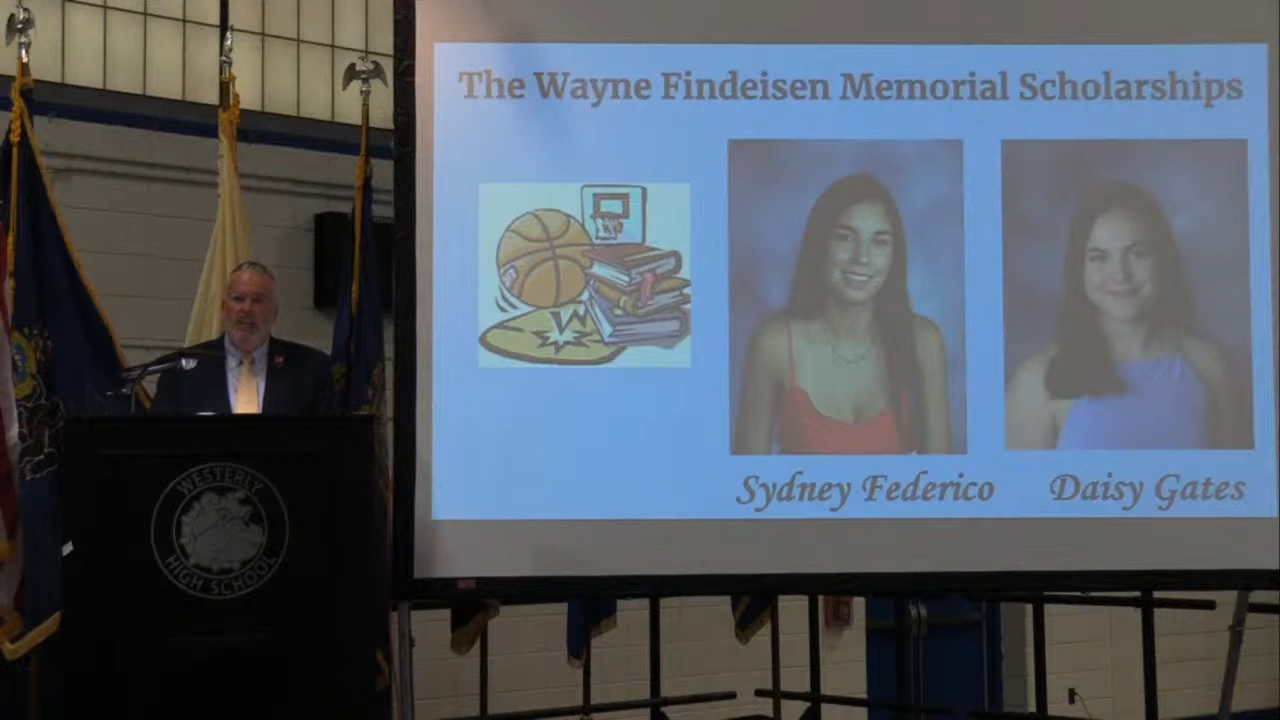 The Wayne Findeisen Memorial Scholarships
Sydney Federico
Daisy Gates
WESTERLY
HIGH SCHOOL